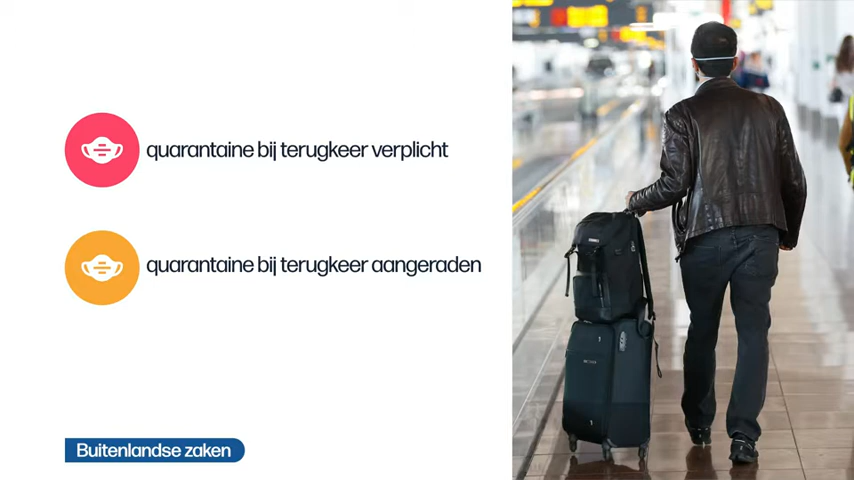 quarantaine bij terugkeer verplicht
quarantaine bij terugkeer aangeraden
Buitenlandse zaken